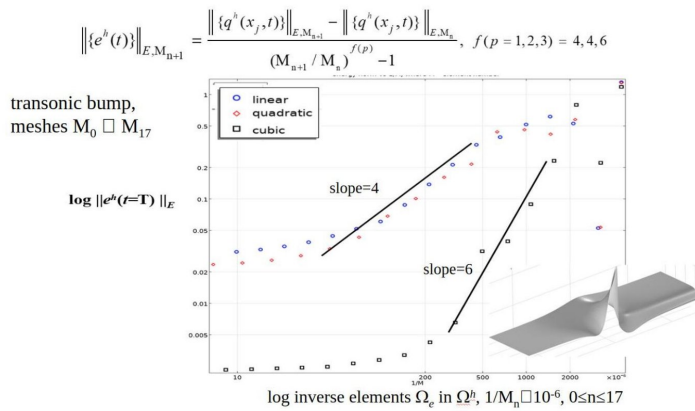 ‖{e^h(t)}‖_{E,M_{n+1}} = (‖{q^h(x_j,t)}‖_{E,M_{n+1}} − ‖{q^h(x_j,t)}‖_{E,M_n}) / ((M_{n+1} / M_n)^{f(p)} − 1), f(p = 1,2,3) = 4,4,6
transonic bump,
meshes M₀ □ M₁₇
linear
quadratic
cubic
1
0.5
0.2
0.1
0.05
0.02
0.01
0.005
log ||e^h(t=T) ||_E
slope=4
slope=6
10
200
500
1000
2000
1/M
log inverse elements Ω_e in Ω^h, 1/M_n□10^{-6}, 0≤n≤17